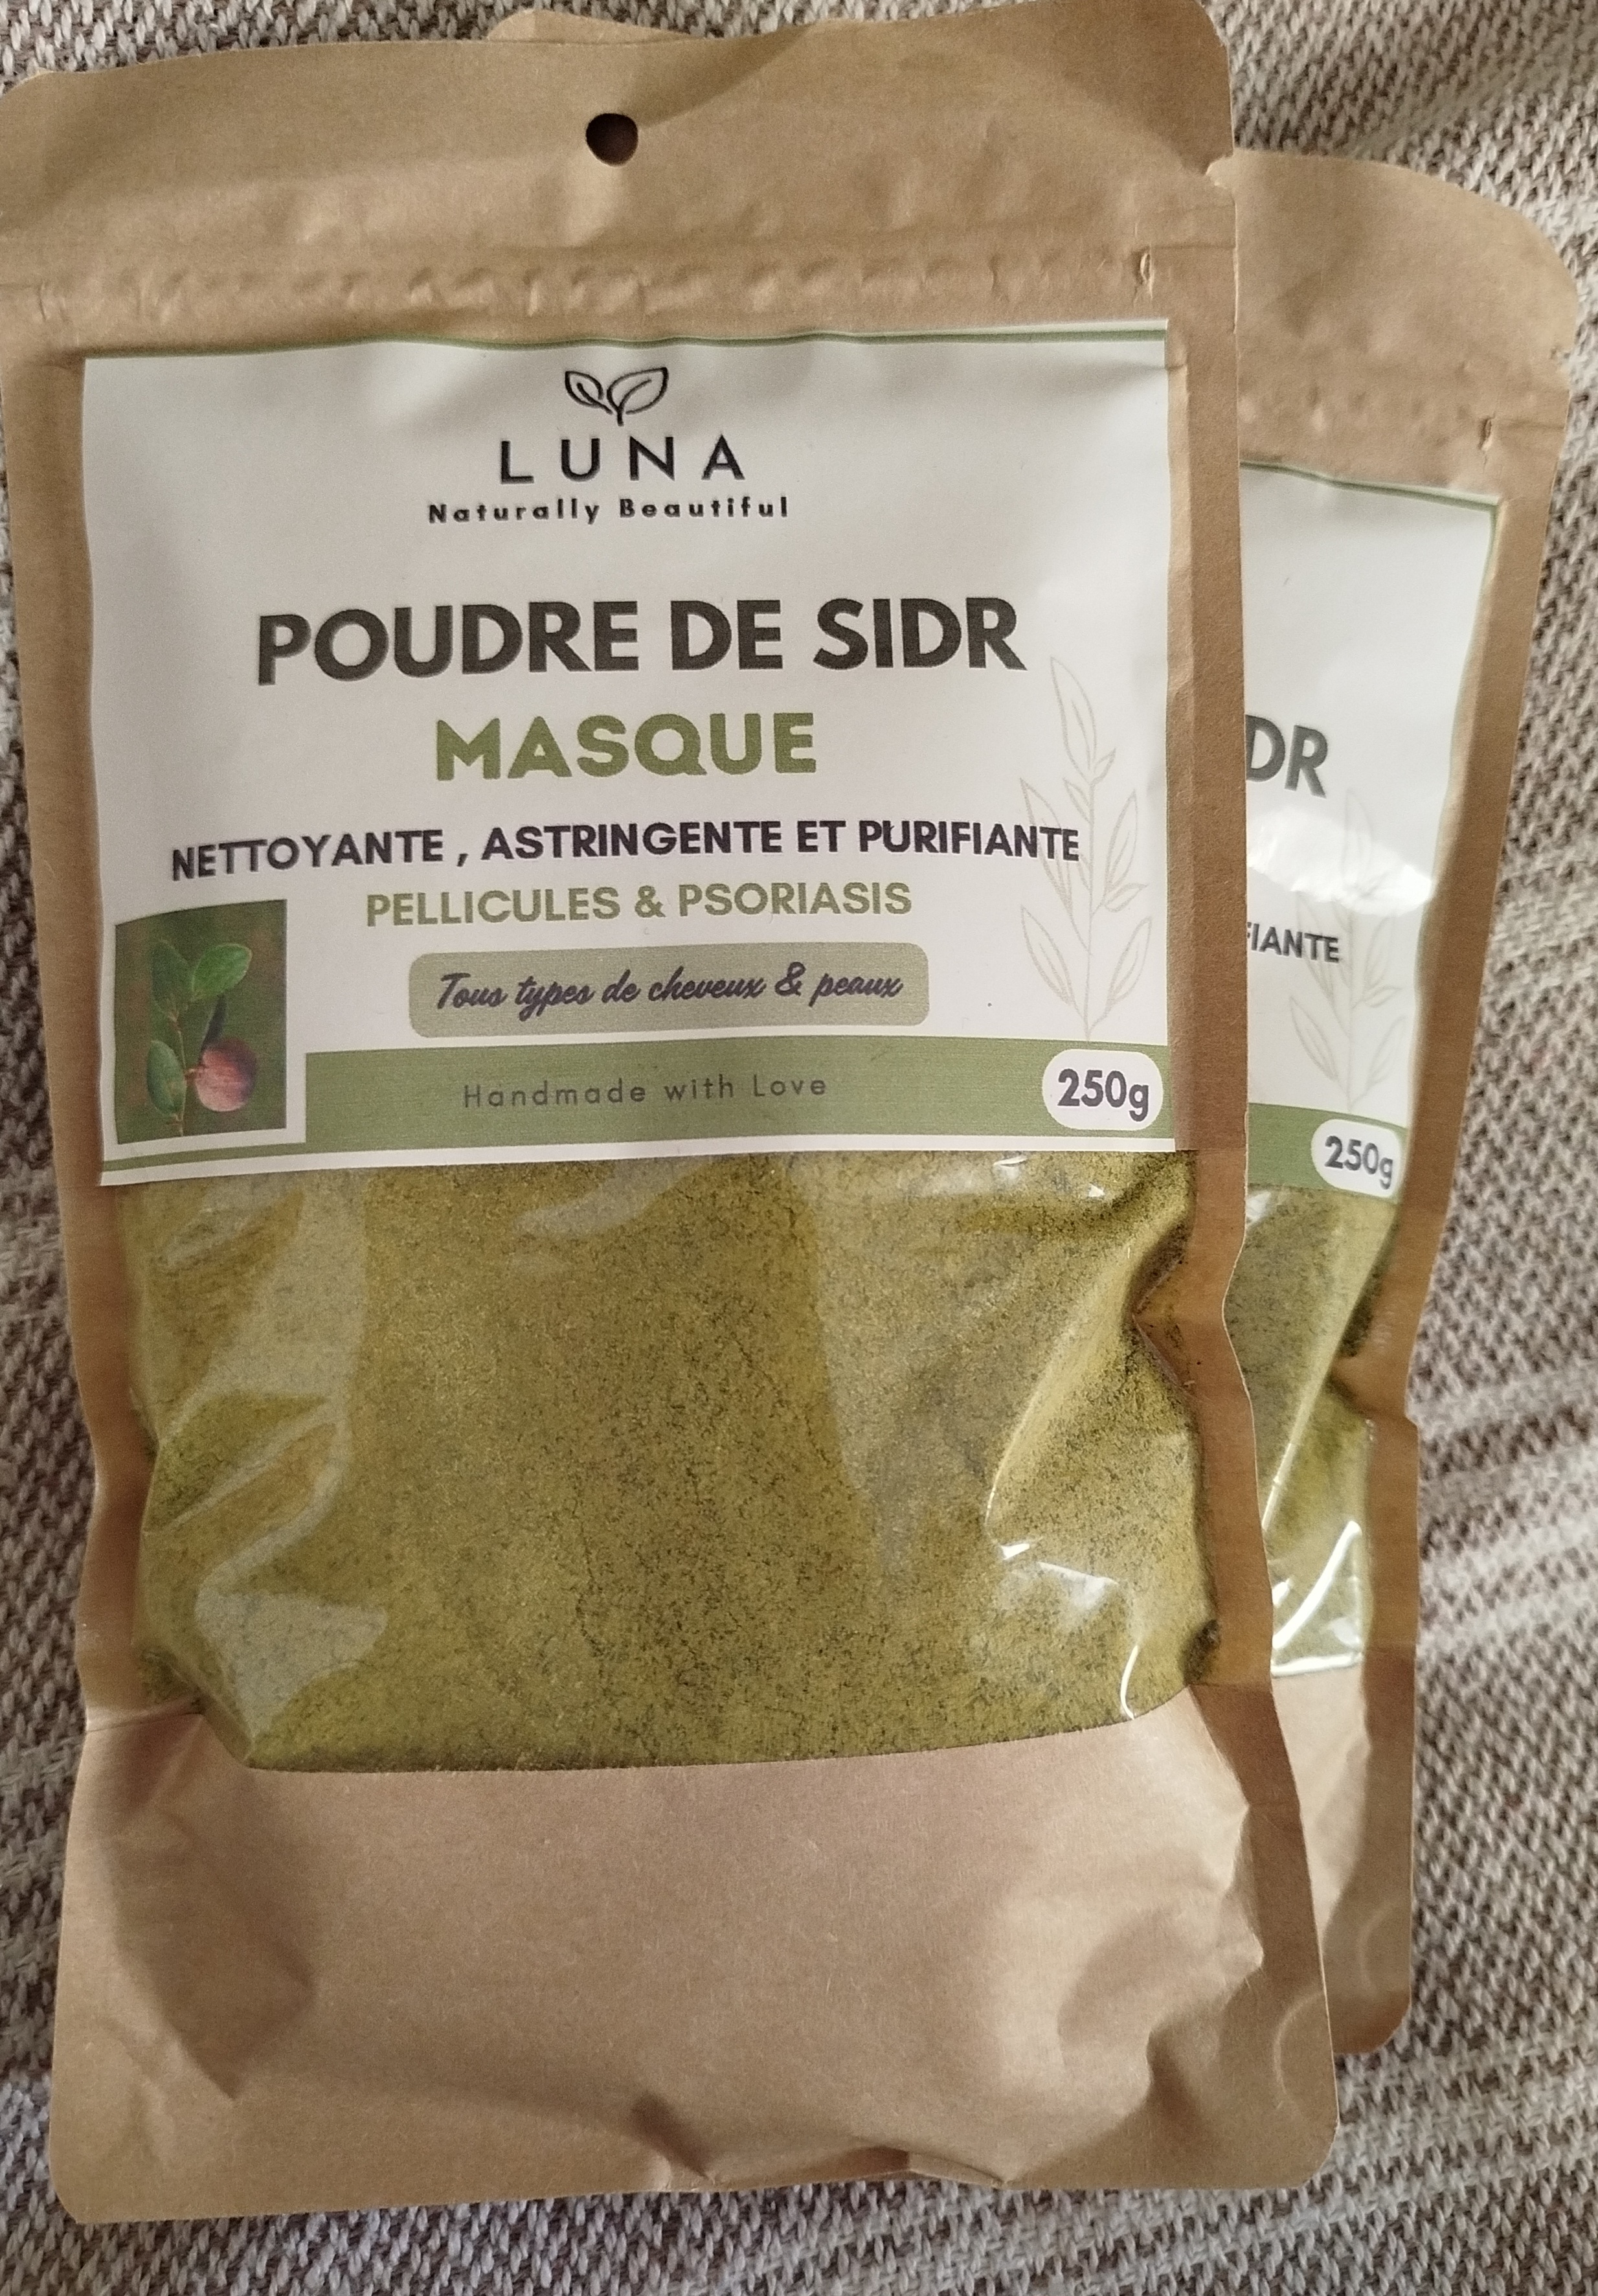 LUNA
Naturally Beautiful
POUDRE DE SIDR
MASQUE
NETTOYANTE , ASTRINGENTE ET PURIFIANTE
PELLICULES & PSORIASIS
Tous types de cheveux & peaux
Handmade with Love
250g
DR
FIANTE
250g